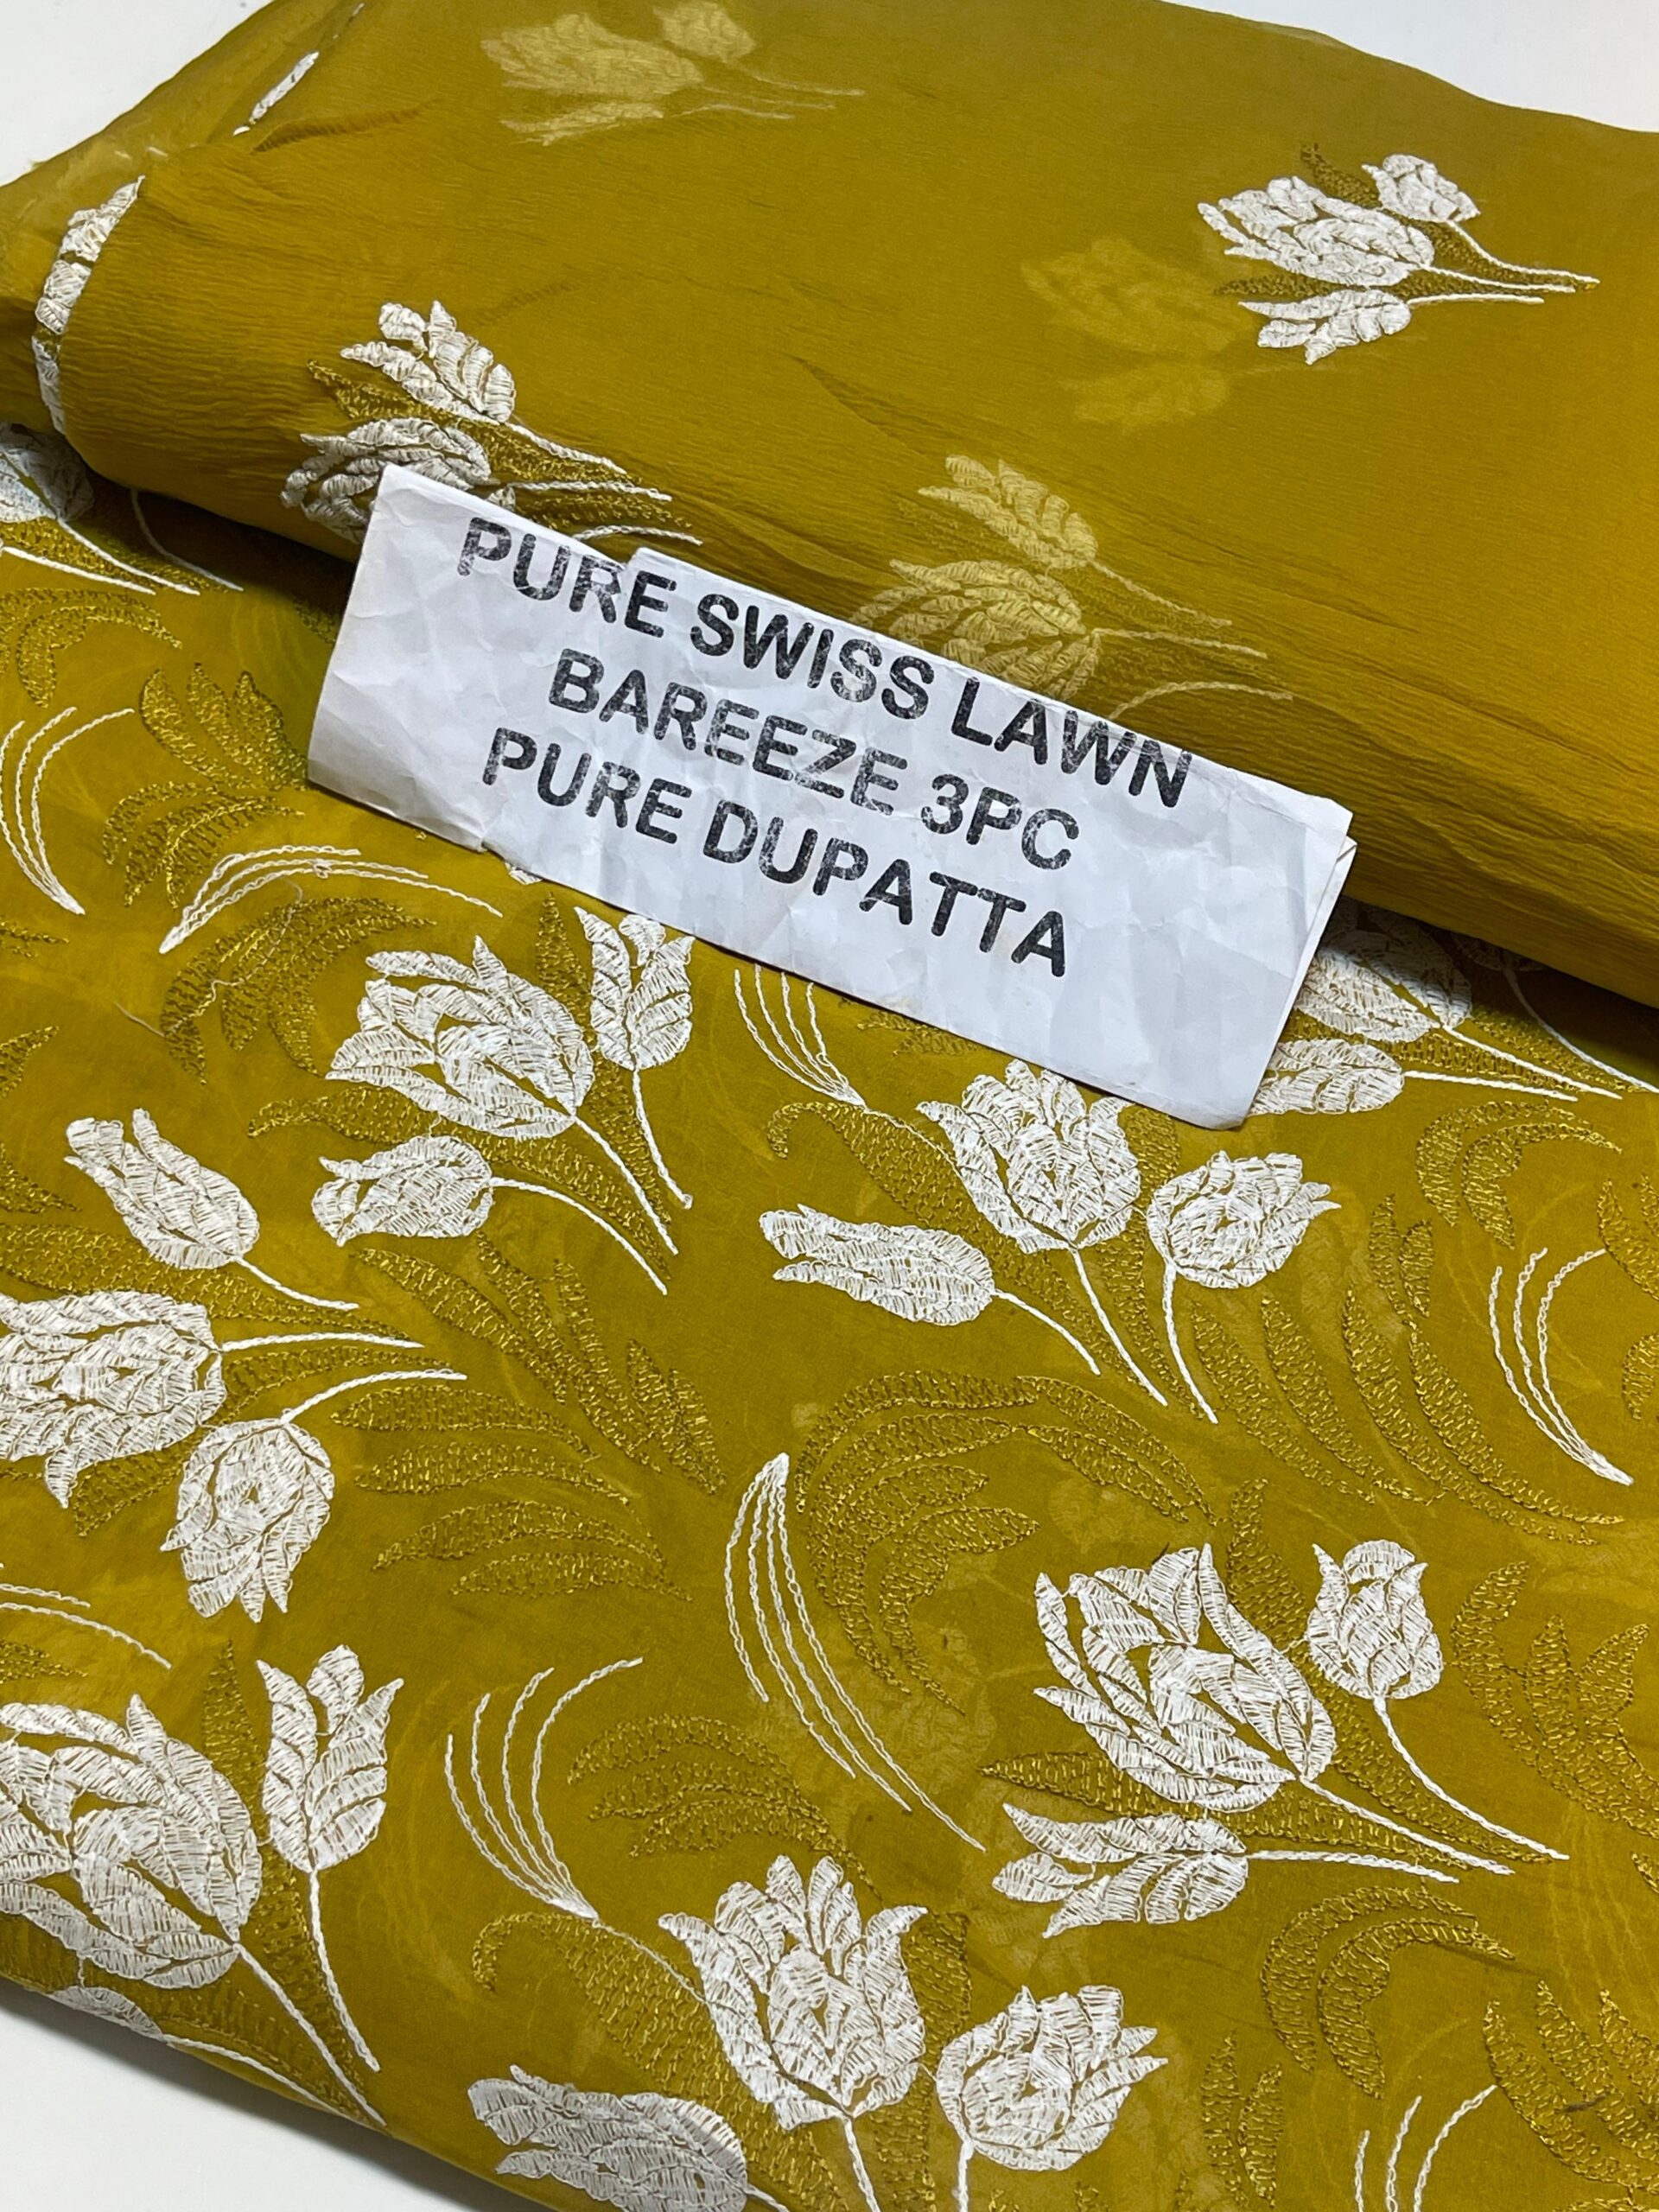 PURE SWISS LAWN
BAREEZE 3PC
PURE DUPATTA